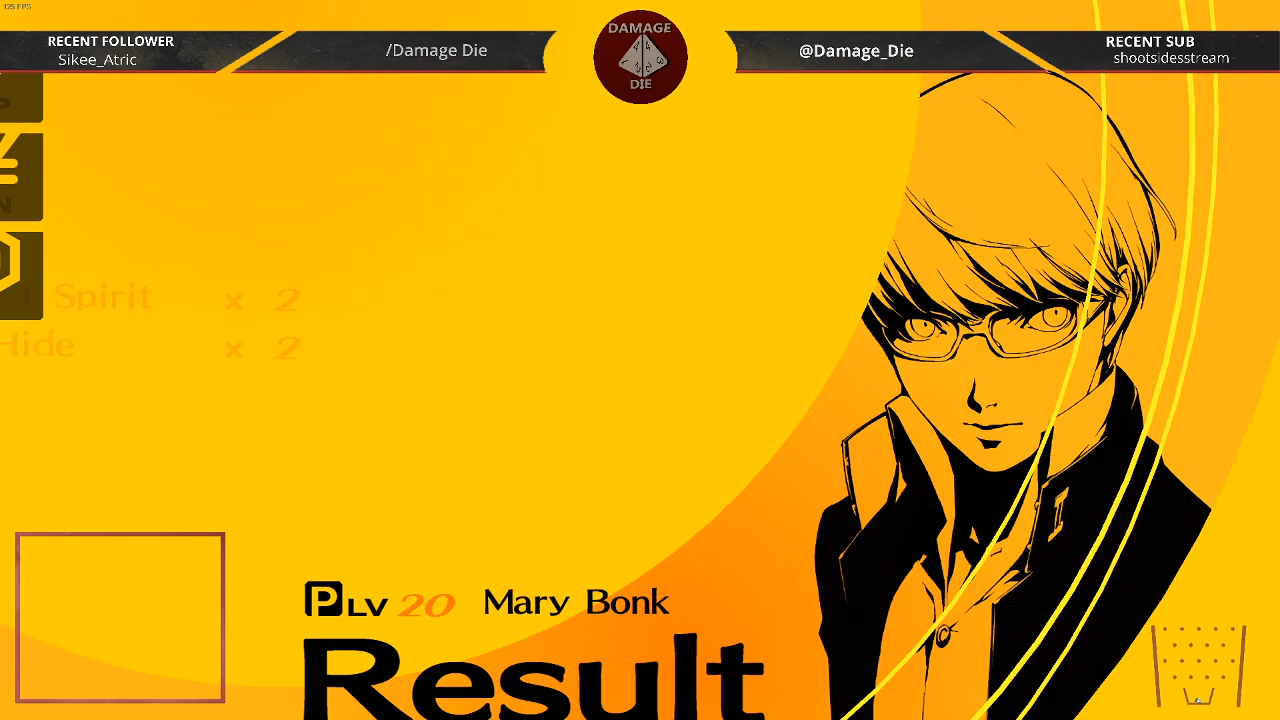 125 FPS
RECENT FOLLOWER
Sikee_Atric
/Damage Die
DAMAGE
DIE
@Damage_Die
RECENT SUB
shootsidesstream
Spirit x 2
Hide x 2
P LV 20 Mary Bonk
Result